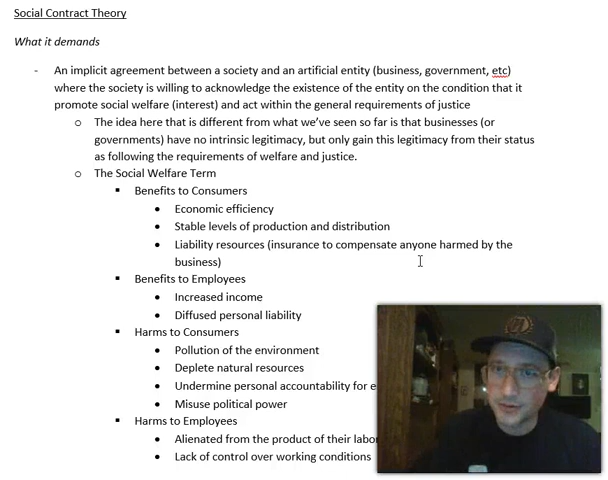 Social Contract Theory
What it demands
- An implicit agreement between a society and an artificial entity (business, government, etc)
where the society is willing to acknowledge the existence of the entity on the condition that it
promote social welfare (interest) and act within the general requirements of justice
o The idea here that is different from what we've seen so far is that businesses (or
governments) have no intrinsic legitimacy, but only gain this legitimacy from their status
as following the requirements of welfare and justice.
o The Social Welfare Term
▪ Benefits to Consumers
• Economic efficiency
• Stable levels of production and distribution
• Liability resources (insurance to compensate anyone harmed by the
business)
▪ Benefits to Employees
• Increased income
• Diffused personal liability
▪ Harms to Consumers
• Pollution of the environment
• Deplete natural resources
• Undermine personal accountability for
• Misuse political power
▪ Harms to Employees
• Alienated from the product of their labor
• Lack of control over working conditions